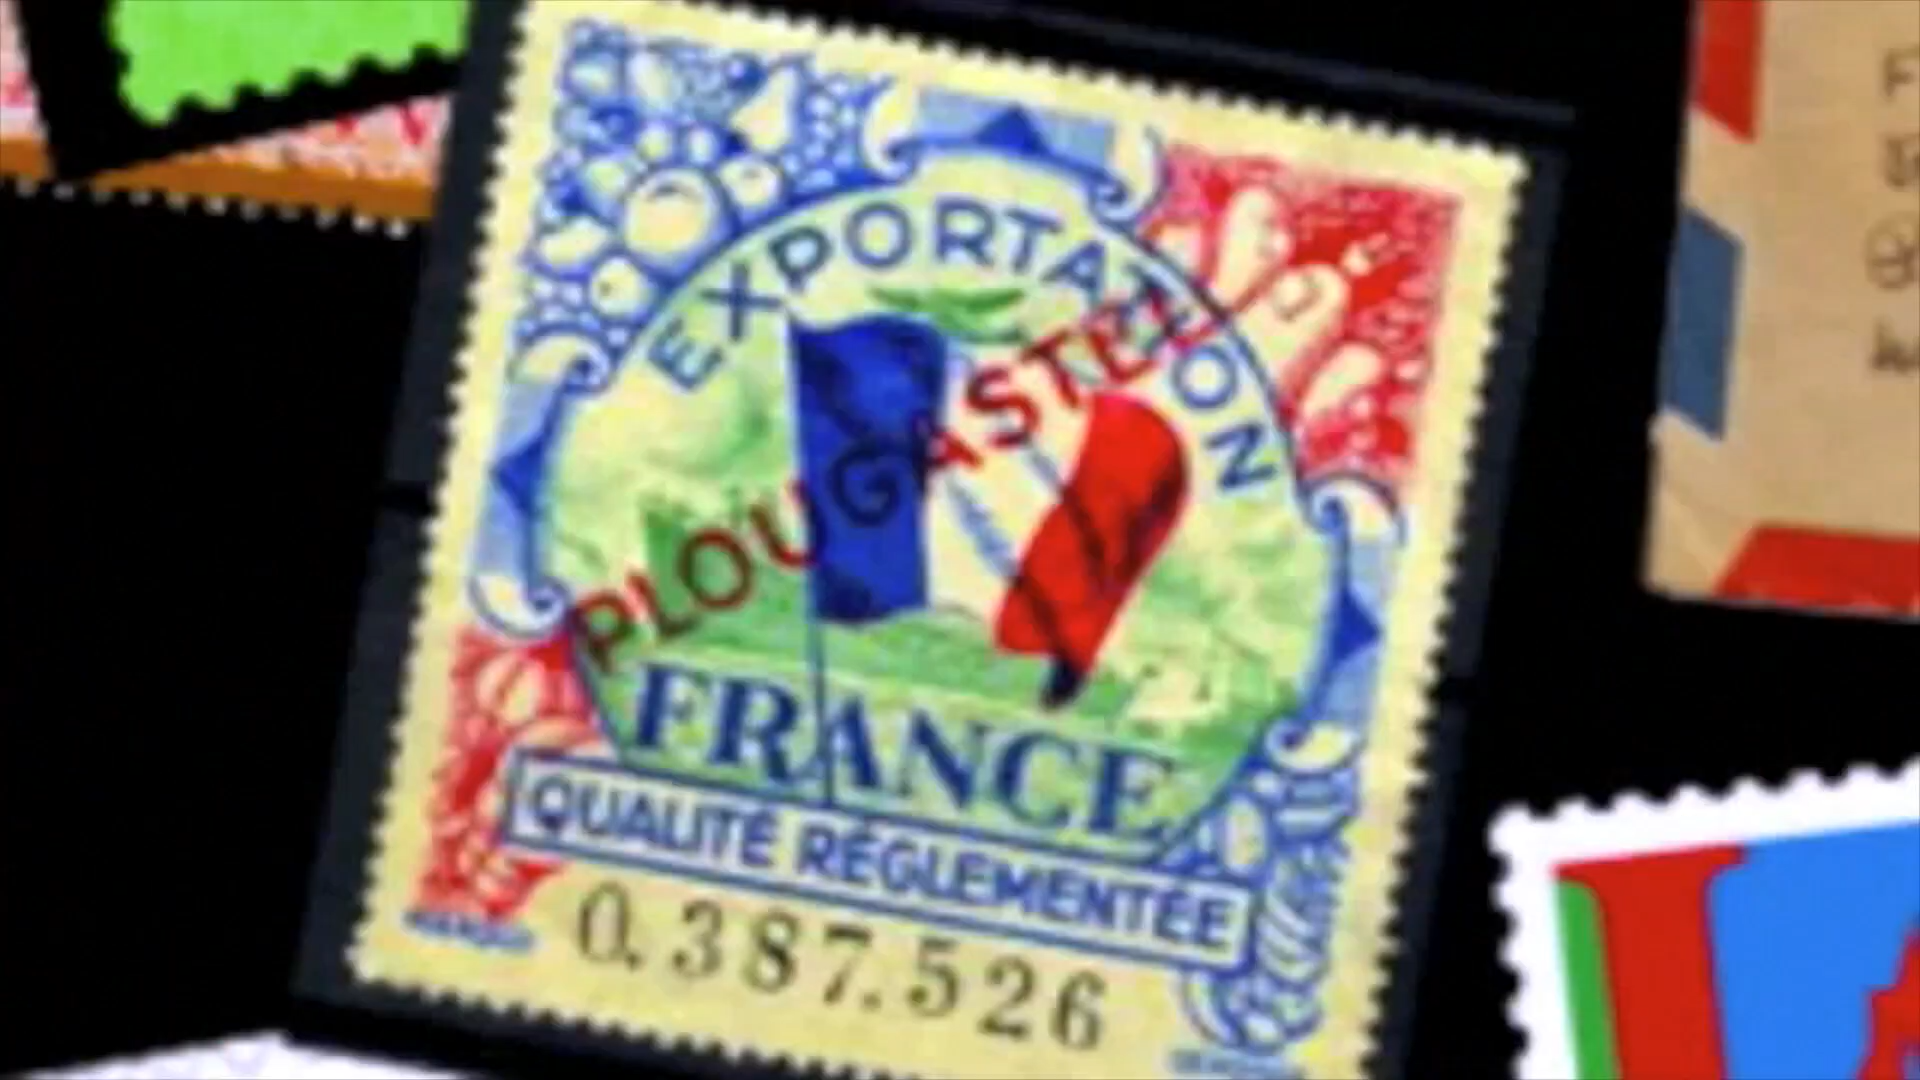 EXPORTATION
PLOUGASTEL
FRANCE
QUALITÉ RÉGLEMENTÉE
0.387.526